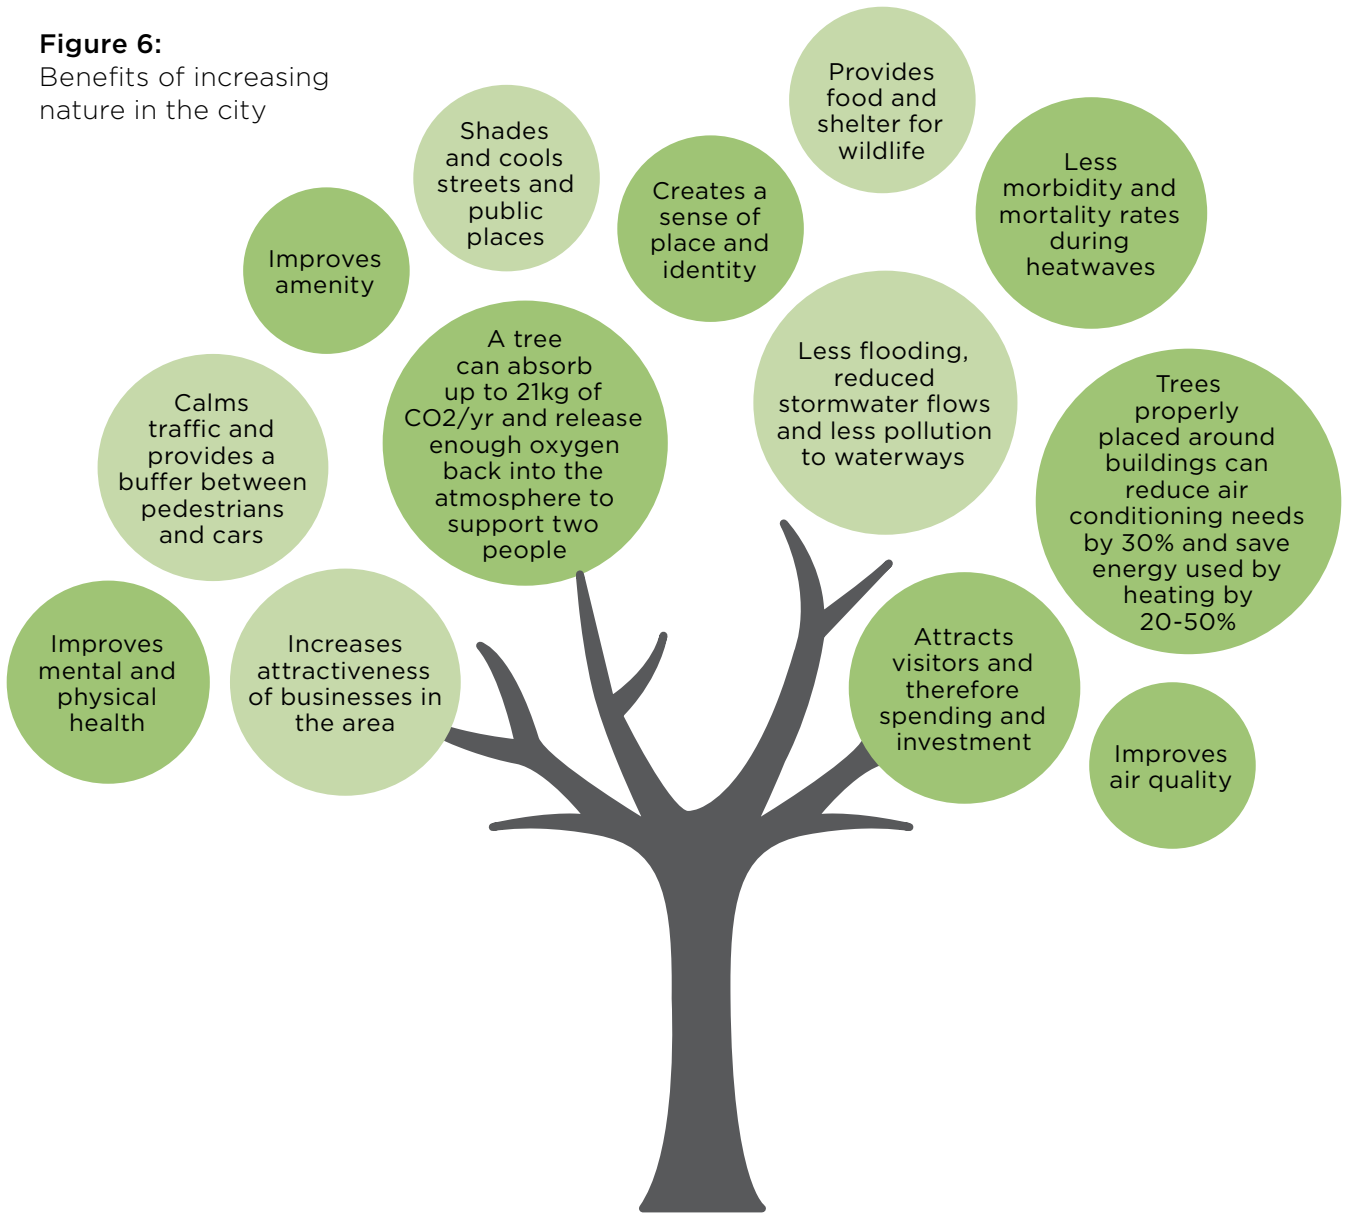 Figure 6:
Benefits of increasing
nature in the city
Provides
food and
shelter for
wildlife
Shades
and cools
streets and
public
places
Less
morbidity and
mortality rates
during
heatwaves
Creates a
sense of
place and
identity
Improves
amenity
A tree
can absorb
up to 21kg of
CO2/yr and release
enough oxygen
back into the
atmosphere to
support two
people
Less flooding,
reduced
stormwater flows
and less pollution
to waterways
Trees
properly
placed around
buildings can
reduce air
conditioning needs
by 30% and save
energy used by
heating by
20-50%
Calms
traffic and
provides a
buffer between
pedestrians
and cars
Improves
mental and
physical
health
Increases
attractiveness
of businesses in
the area
Attracts
visitors and
therefore
spending and
investment
Improves
air quality